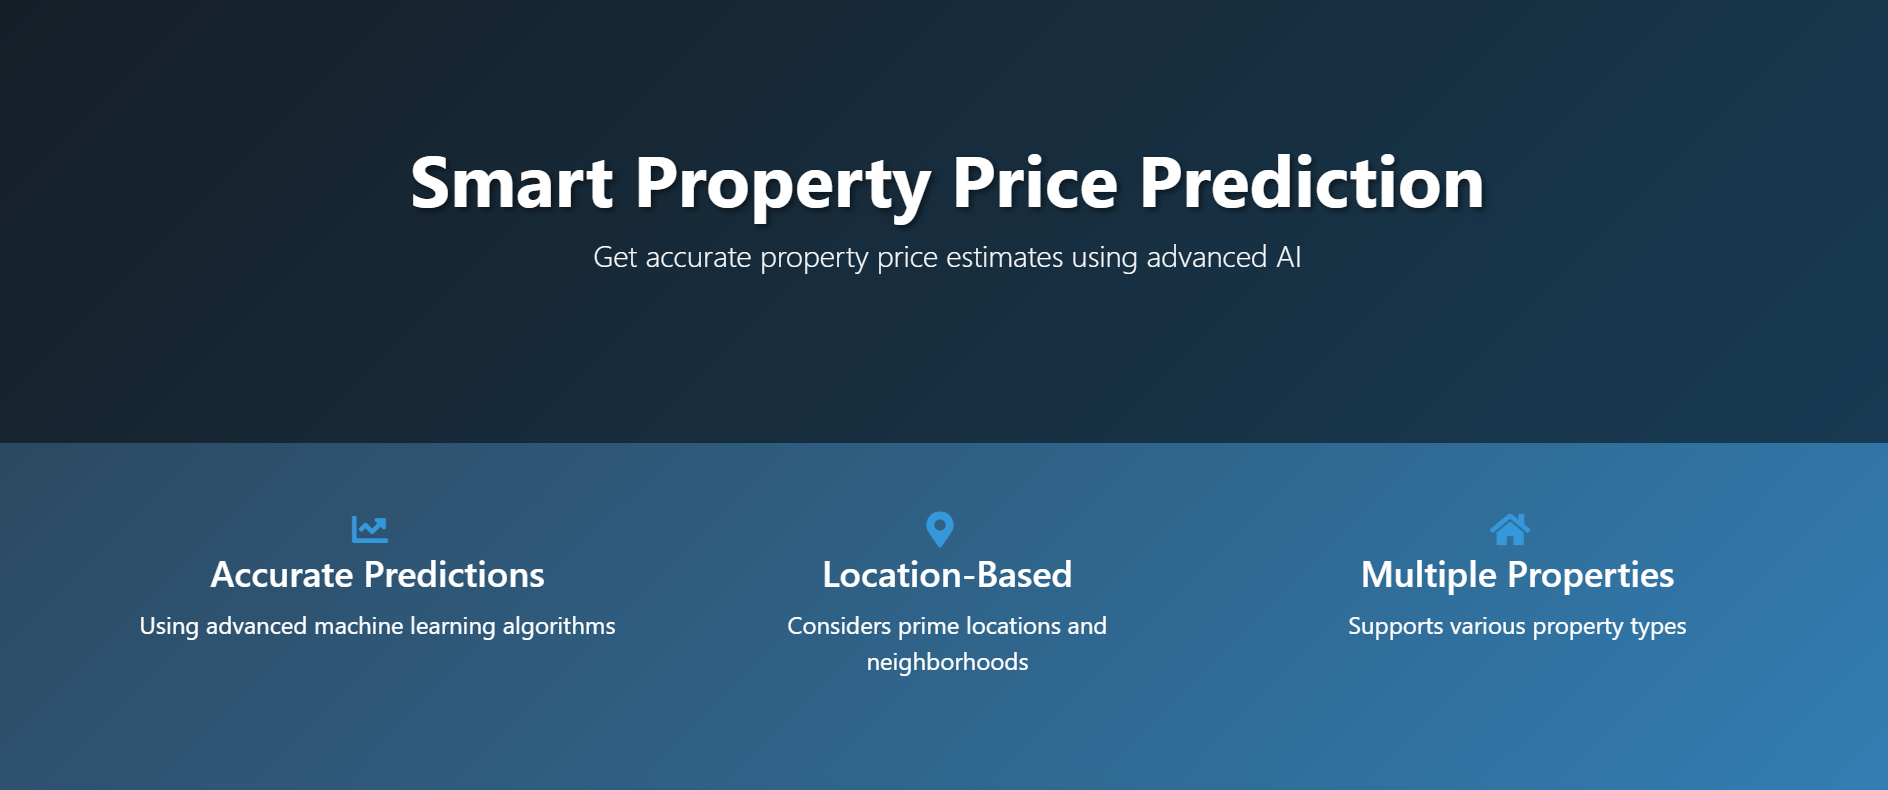 Smart Property Price Prediction
Get accurate property price estimates using advanced AI
Accurate Predictions
Using advanced machine learning algorithms
Location-Based
Considers prime locations and
neighborhoods
Multiple Properties
Supports various property types